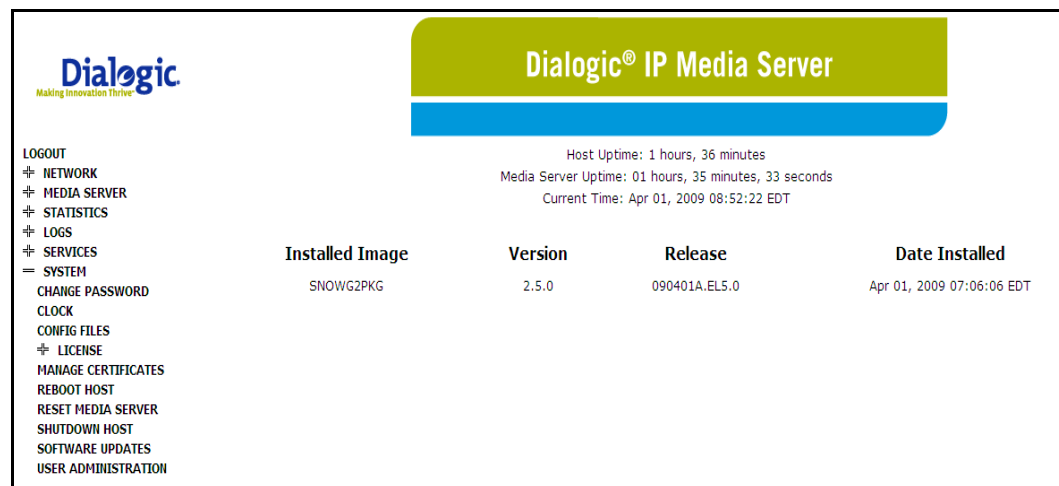 Dialogic.
Making Innovation Thrive™
Dialogic® IP Media Server
LOGOUT
NETWORK
MEDIA SERVER
STATISTICS
LOGS
SERVICES
SYSTEM
CHANGE PASSWORD
CLOCK
CONFIG FILES
LICENSE
MANAGE CERTIFICATES
REBOOT HOST
RESET MEDIA SERVER
SHUTDOWN HOST
SOFTWARE UPDATES
USER ADMINISTRATION
Host Uptime: 1 hours, 36 minutes
Media Server Uptime: 01 hours, 35 minutes, 33 seconds
Current Time: Apr 01, 2009 08:52:22 EDT
Installed Image Version Release Date Installed
SNOWG2PKG 2.5.0 090401A.EL5.0 Apr 01, 2009 07:06:06 EDT